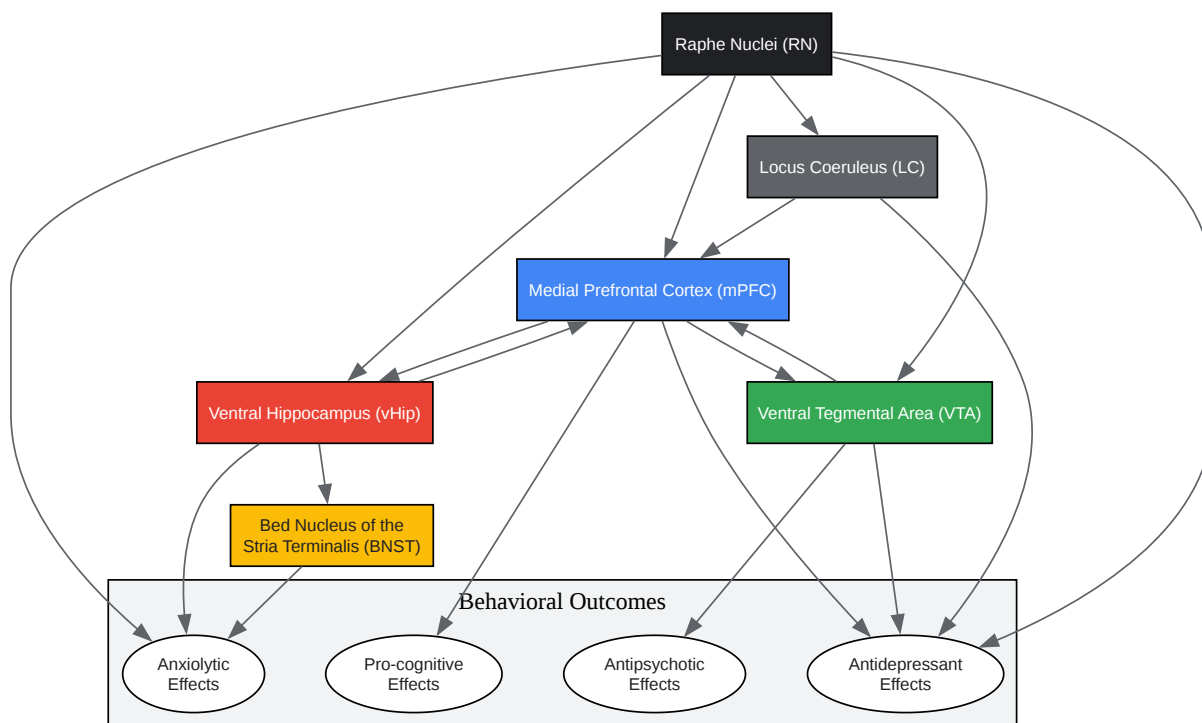 Raphe Nuclei (RN)
Locus Coeruleus (LC)
Medial Prefrontal Cortex (mPFC)
Ventral Hippocampus (vHip)
Ventral Tegmental Area (VTA)
Bed Nucleus of the
Stria Terminalis (BNST)
Behavioral Outcomes
Anxiolytic
Effects
Pro-cognitive
Effects
Antipsychotic
Effects
Antidepressant
Effects